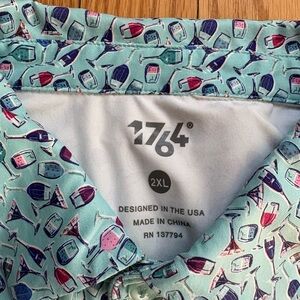 1764®
2XL
DESIGNED IN THE USA
MADE IN CHINA
RN 137794